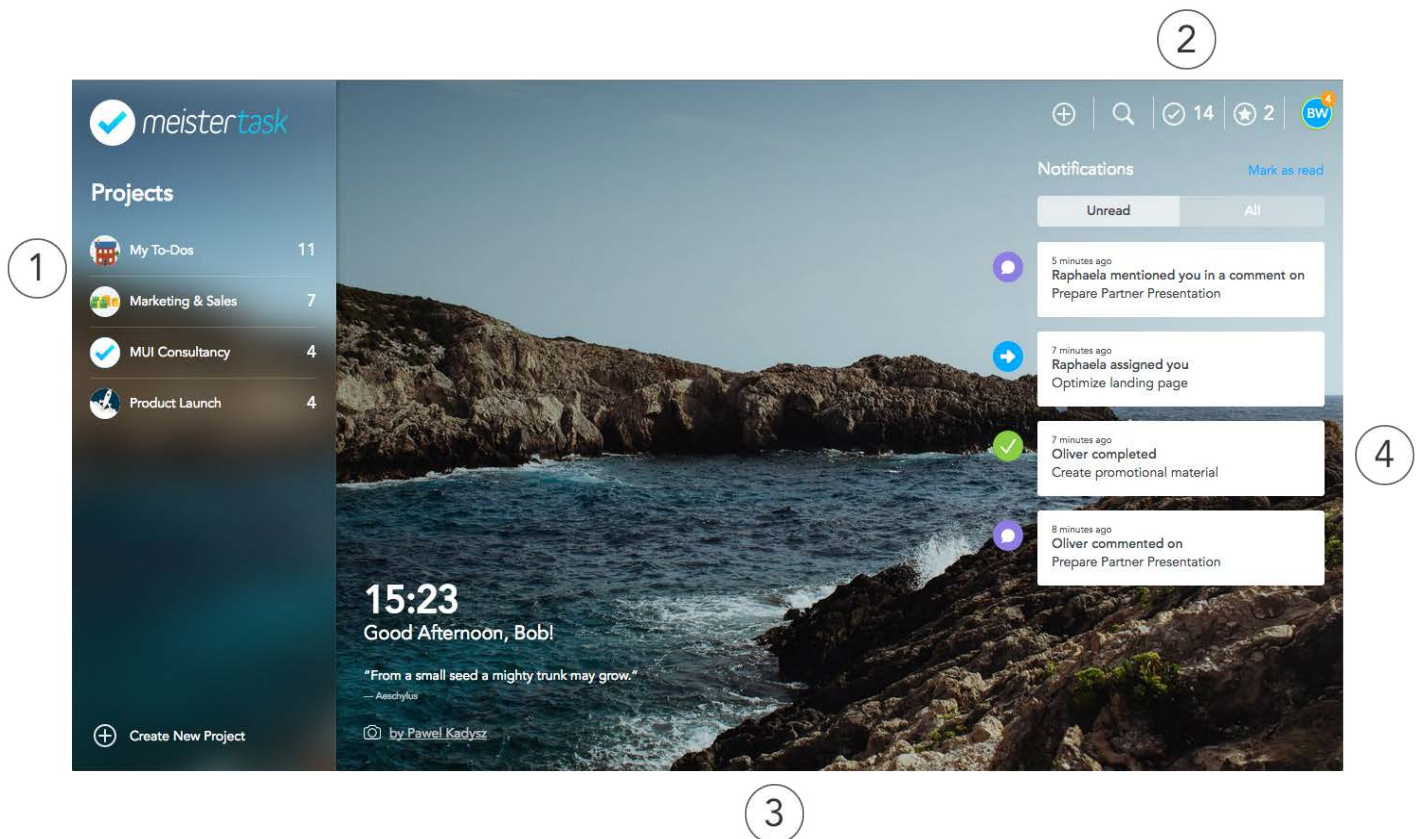 2
meistertask
14
2
BW
4
Projects
Notifications
Mark as read
Unread
All
1
My To-Dos 11
Marketing & Sales 7
MUI Consultancy 4
Product Launch 4
5 minutes ago
Raphaela mentioned you in a comment on
Prepare Partner Presentation
7 minutes ago
Raphaela assigned you
Optimize landing page
7 minutes ago
Oliver completed
Create promotional material
4
8 minutes ago
Oliver commented on
Prepare Partner Presentation
15:23
Good Afternoon, Bob!
"From a small seed a mighty trunk may grow."
— Aeschylus
by Pawel Kadysz
Create New Project
3